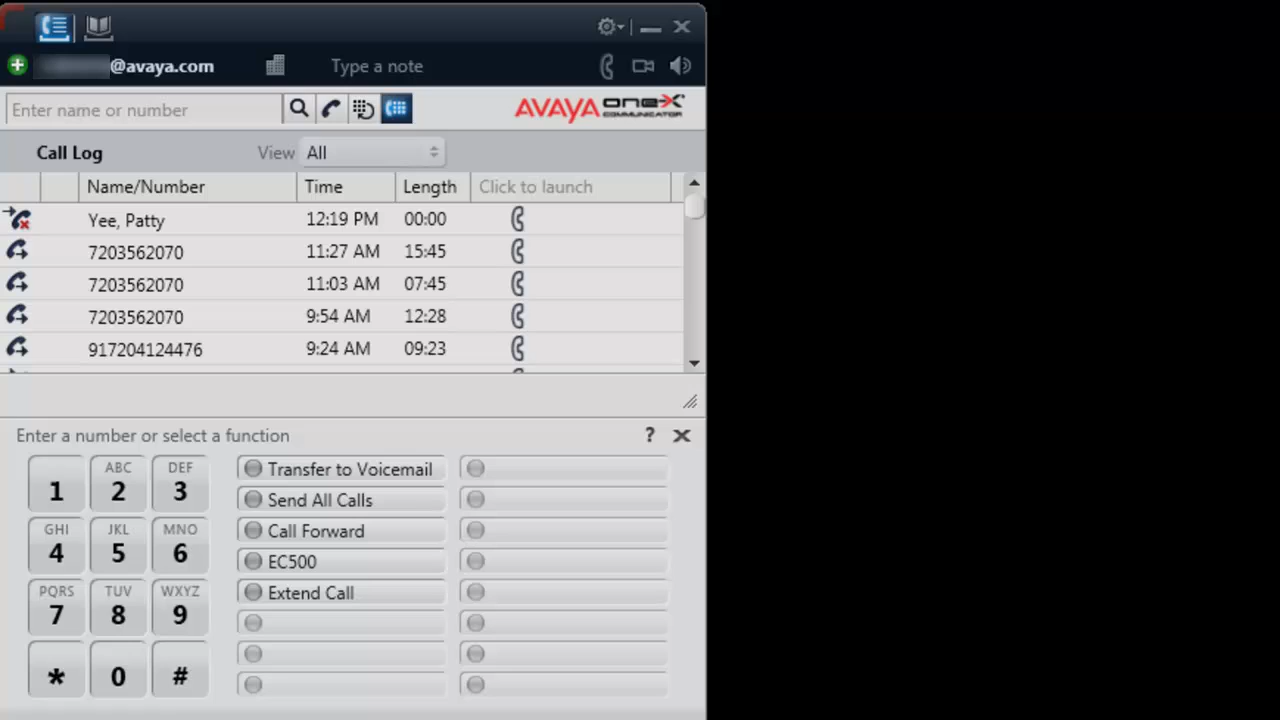 @avaya.com Type a note
Enter name or number AVAYA one-X
COMMUNICATOR
Call Log View All
Name/Number Time Length Click to launch
Yee, Patty 12:19 PM 00:00
7203562070 11:27 AM 15:45
7203562070 11:03 AM 07:45
7203562070 9:54 AM 12:28
917204124476 9:24 AM 09:23
Enter a number or select a function ?
1 ABC 2 DEF 3
GHI 4 JKL 5 MNO 6
PQRS 7 TUV 8 WXYZ 9
* 0 #
Transfer to Voicemail
Send All Calls
Call Forward
EC500
Extend Call